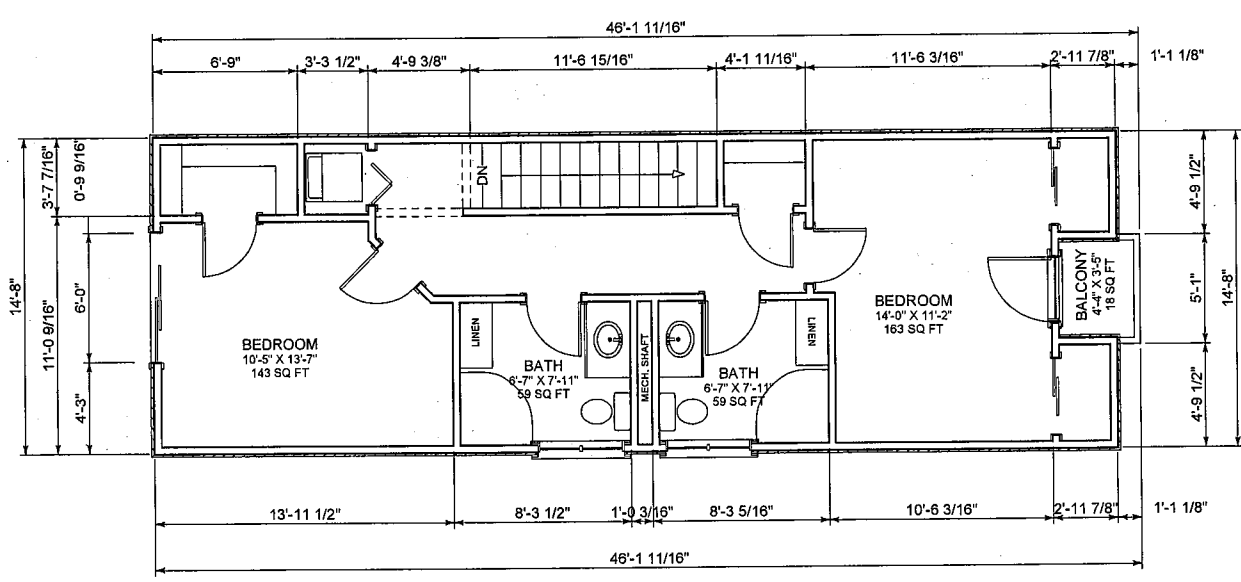 46'-1 11/16"
6'-9"
3'-3 1/2"
4'-9 3/8"
11'-6 15/16"
4'-1 11/16"
11'-6 3/16"
2'-11 7/8"
1'-1 1/8"
14'-8"
3'-7 7/16"
0'-9 9/16"
11'-0 9/16"
6'-0"
4'-3"
DN
4'-9 1/2"
5'-1"
4'-9 1/2"
14'-8"
BALCONY
4'-4" X 3'-5"
18 SQ FT
BEDROOM
14'-0" X 11'-2"
163 SQ FT
BEDROOM
10'-5" X 13'-7"
143 SQ FT
LINEN
BATH
6'-7" X 7'-11"
59 SQ FT
MECH. SHAFT
BATH
6'-7" X 7'-11"
59 SQ FT
LINEN
13'-11 1/2"
8'-3 1/2"
1'-0 3/16"
8'-3 5/16"
10'-6 3/16"
2'-11 7/8"
1'-1 1/8"
46'-1 11/16"